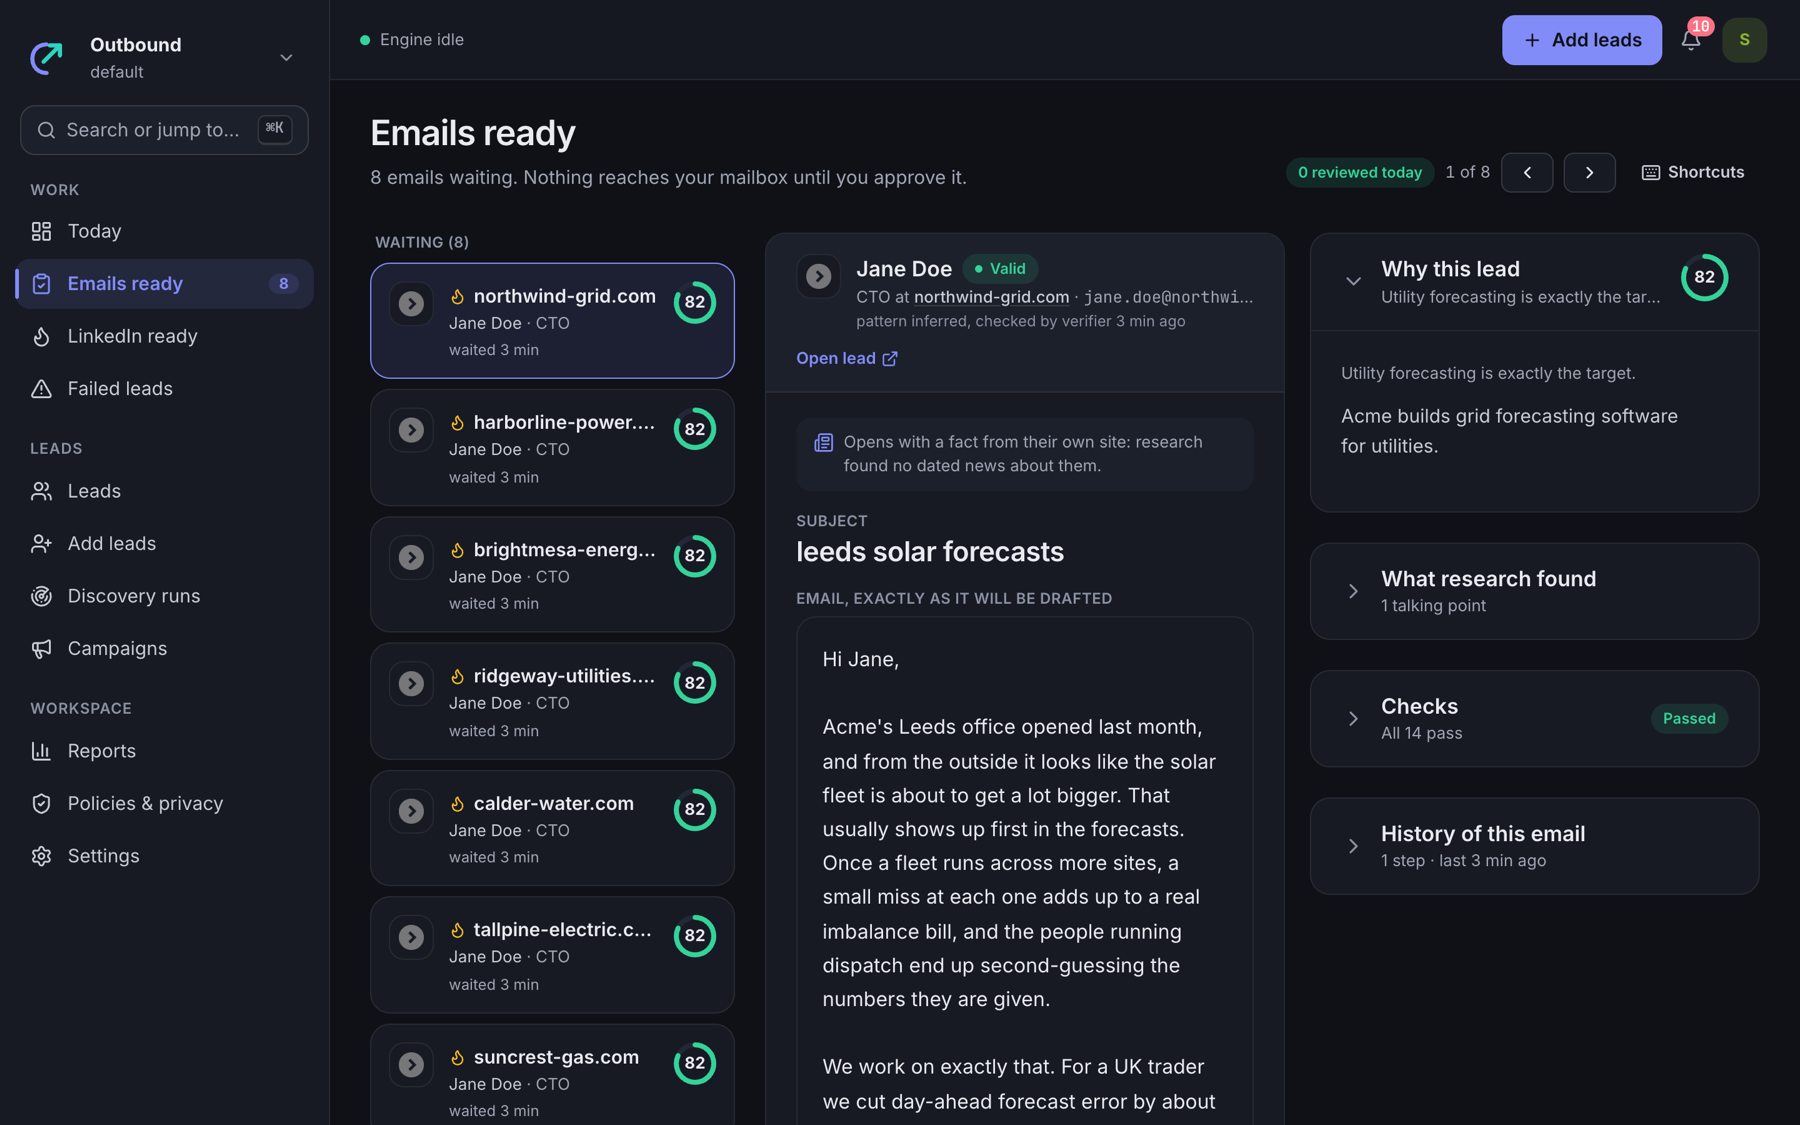 Outbound
default
Search or jump to...
⌘K
WORK
Today
Emails ready
8
LinkedIn ready
Failed leads
LEADS
Leads
Add leads
Discovery runs
Campaigns
WORKSPACE
Reports
Policies & privacy
Settings
Engine idle
+ Add leads
10
S
Emails ready
8 emails waiting. Nothing reaches your mailbox until you approve it.
0 reviewed today
1 of 8
Shortcuts
WAITING (8)
northwind-grid.com
82
Jane Doe · CTO
waited 3 min
harborline-power....
82
Jane Doe · CTO
waited 3 min
brightmesa-energ...
82
Jane Doe · CTO
waited 3 min
ridgeway-utilities....
82
Jane Doe · CTO
waited 3 min
calder-water.com
82
Jane Doe · CTO
waited 3 min
tallpine-electric.c...
82
Jane Doe · CTO
waited 3 min
suncrest-gas.com
82
Jane Doe · CTO
waited 3 min
Jane Doe
Valid
CTO at northwind-grid.com · jane.doe@northwi...
pattern inferred, checked by verifier 3 min ago
Open lead
Opens with a fact from their own site: research
found no dated news about them.
SUBJECT
leeds solar forecasts
EMAIL, EXACTLY AS IT WILL BE DRAFTED
Hi Jane,
Acme's Leeds office opened last month,
and from the outside it looks like the solar
fleet is about to get a lot bigger. That
usually shows up first in the forecasts.
Once a fleet runs across more sites, a
small miss at each one adds up to a real
imbalance bill, and the people running
dispatch end up second-guessing the
numbers they are given.
We work on exactly that. For a UK trader
we cut day-ahead forecast error by about
Why this lead
Utility forecasting is exactly the tar...
82
Utility forecasting is exactly the target.
Acme builds grid forecasting software
for utilities.
What research found
1 talking point
Checks
All 14 pass
Passed
History of this email
1 step · last 3 min ago